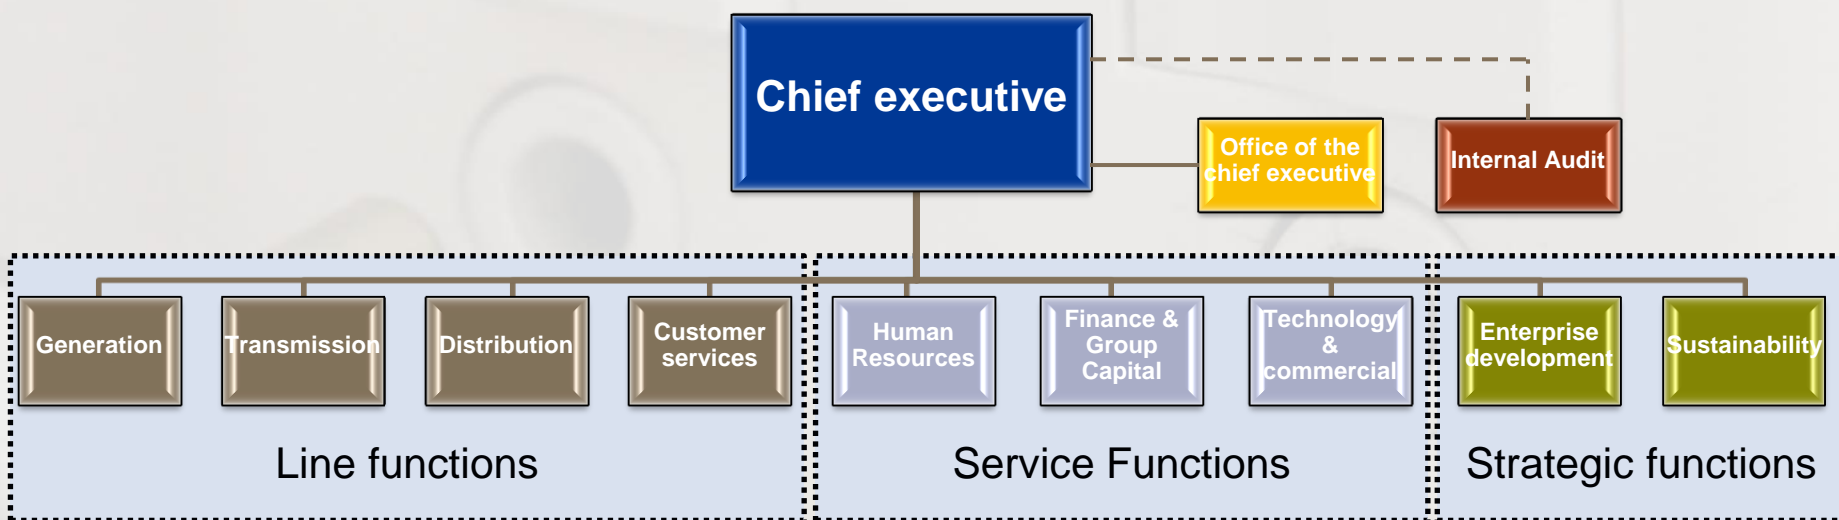 Chief executive
Office of the
chief executive
Internal Audit
Generation
Transmission
Distribution
Customer
services
Human
Resources
Finance &
Group
Capital
Technology
&
commercial
Enterprise
development
Sustainability
Line functions
Service Functions
Strategic functions